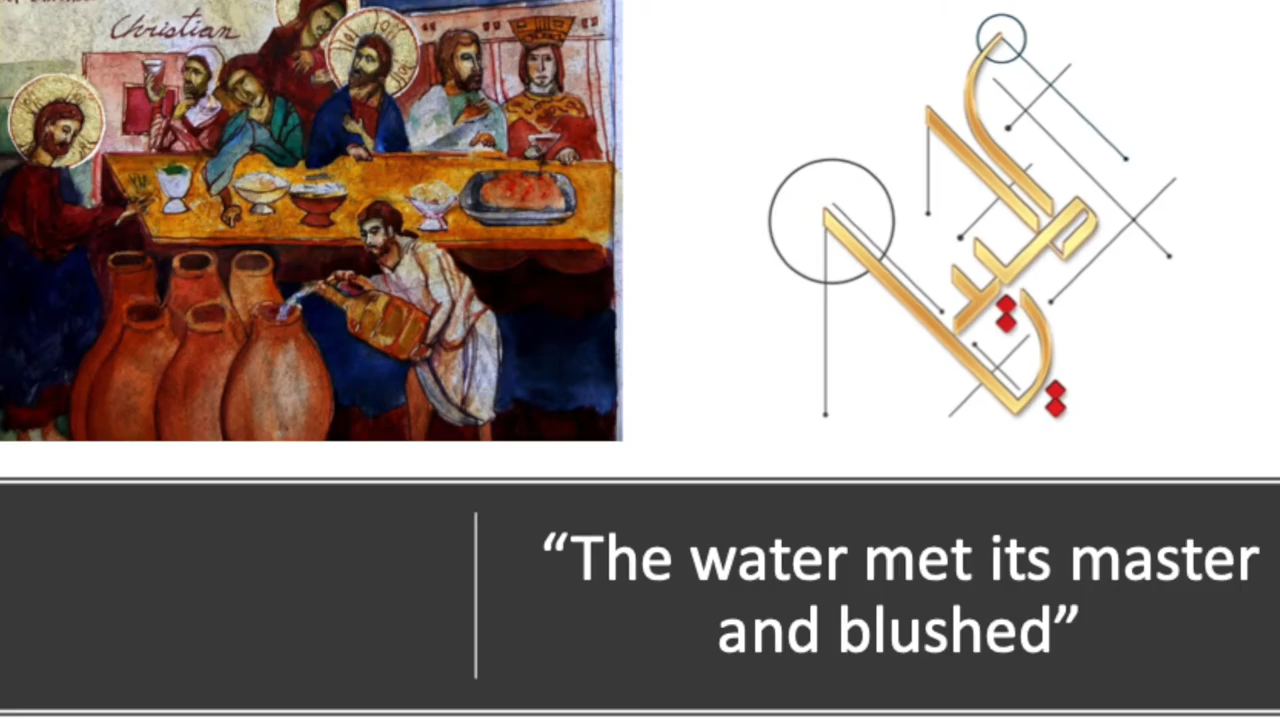 Christian
“The water met its master
and blushed”